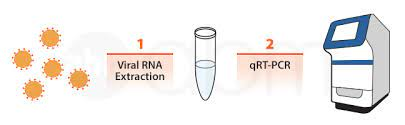 1
Viral RNA
Extraction
2
qRT-PCR